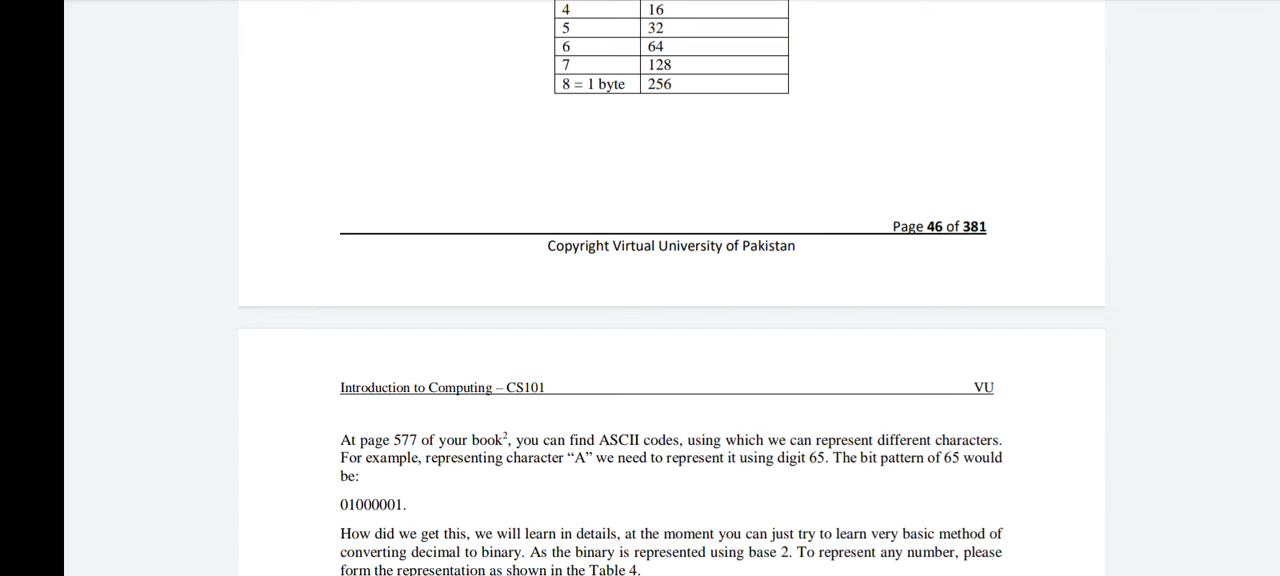 4 16
5 32
6 64
7 128
8 = 1 byte 256
Page 46 of 381
Copyright Virtual University of Pakistan
Introduction to Computing – CS101 VU
At page 577 of your book², you can find ASCII codes, using which we can represent different characters.
For example, representing character “A” we need to represent it using digit 65. The bit pattern of 65 would
be:
01000001.
How did we get this, we will learn in details, at the moment you can just try to learn very basic method of
converting decimal to binary. As the binary is represented using base 2. To represent any number, please
form the representation as shown in the Table 4.